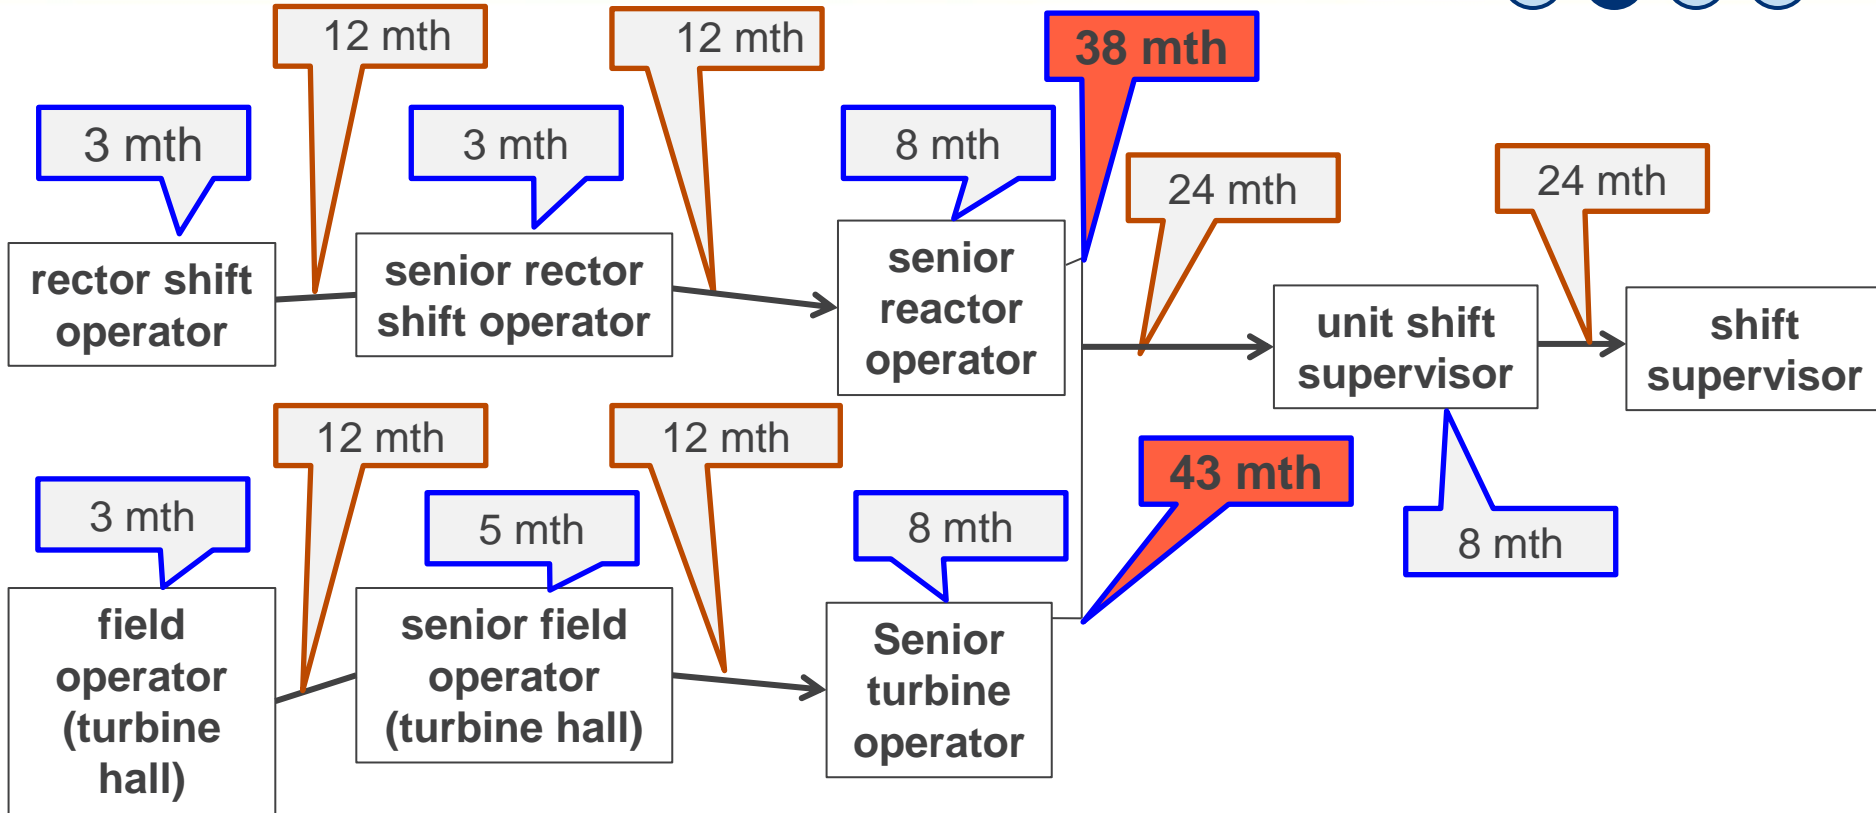 12 mth
12 mth
38 mth
3 mth
3 mth
8 mth
24 mth
24 mth
rector shift
operator
senior rector
shift operator
senior
reactor
operator
unit shift
supervisor
shift
supervisor
12 mth
12 mth
43 mth
3 mth
5 mth
8 mth
8 mth
field
operator
(turbine
hall)
senior field
operator
(turbine hall)
Senior
turbine
operator